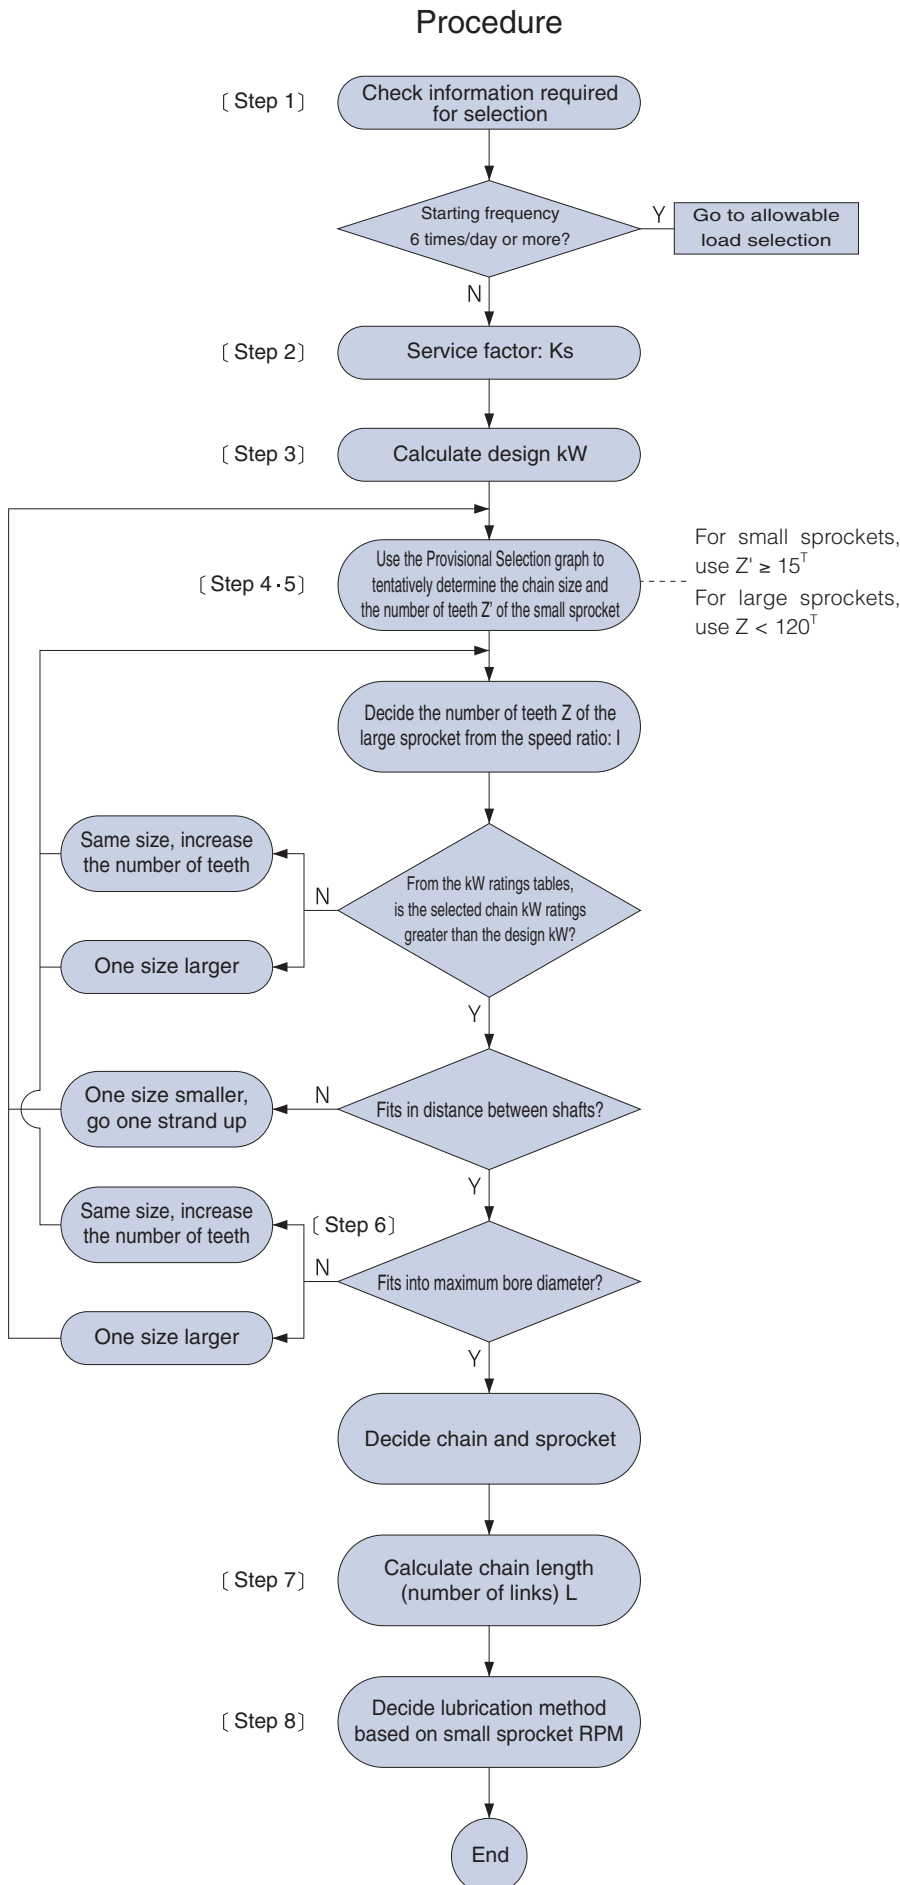 Procedure
〔 Step 1〕
Check information required
for selection
Starting frequency
6 times/day or more?
Y
Go to allowable
load selection
N
〔 Step 2〕
Service factor: Ks
〔 Step 3〕
Calculate design kW
〔 Step 4·5〕
Use the Provisional Selection graph to
tentatively determine the chain size and
the number of teeth Z' of the small sprocket
For small sprockets,
use Z' ≥ 15ᵀ
For large sprockets,
use Z < 120ᵀ
Decide the number of teeth Z of the
large sprocket from the speed ratio: I
Same size, increase
the number of teeth
One size larger
N
From the kW ratings tables,
is the selected chain kW ratings
greater than the design kW?
Y
One size smaller,
go one strand up
N
Fits in distance between shafts?
Y
Same size, increase
the number of teeth
〔 Step 6〕
One size larger
N
Fits into maximum bore diameter?
Y
Decide chain and sprocket
〔 Step 7〕
Calculate chain length
(number of links) L
〔 Step 8〕
Decide lubrication method
based on small sprocket RPM
End